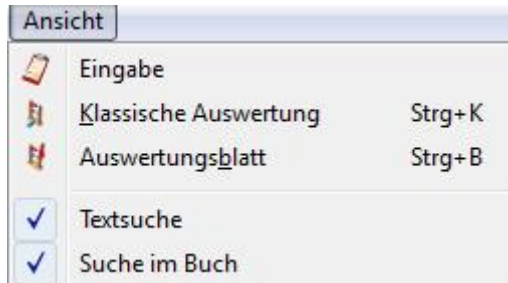 Ansicht
Eingabe
Klassische Auswertung Strg+K
Auswertungsblatt Strg+B
Textsuche
Suche im Buch